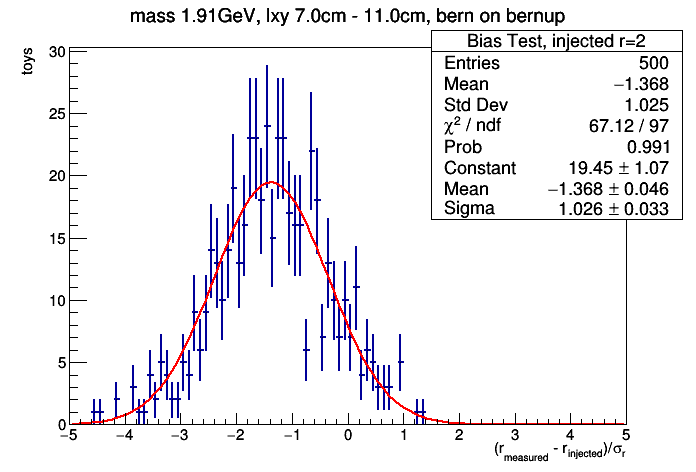 mass 1.91GeV, lxy 7.0cm - 11.0cm, bern on bernup
Bias Test, injected r=2
Entries 500
Mean −1.368
Std Dev 1.025
χ² / ndf 67.12 / 97
Prob 0.991
Constant 19.45 ± 1.07
Mean −1.368 ± 0.046
Sigma 1.026 ± 0.033
toys
30
25
20
15
10
5
0
−5 −4 −3 −2 −1 0 1 2 3 4 5
(r_measured - r_injected)/σ_r